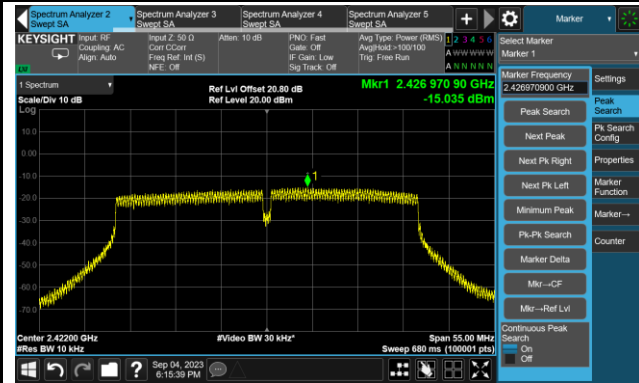 Spectrum Analyzer 2
Swept SA
Spectrum Analyzer 3
Swept SA
Spectrum Analyzer 4
Swept SA
Spectrum Analyzer 5
Swept SA
+
Marker
KEYSIGHT
Input: RF
Coupling: AC
Align: Auto
Input Z: 50 Ω
Corr CCorr
Freq Ref: Int (S)
NFE: Off
Atten: 10 dB
PNO: Fast
Gate: Off
IF Gain: Low
Sig Track: Off
Avg Type: Power (RMS)
Avg|Hold:>100/100
Trig: Free Run
1 2 3 4 5 6
A W W W W W
A N N N N N
Select Marker
Marker 1
LXI
1 Spectrum
Scale/Div 10 dB
Log
Ref Lvl Offset 20.80 dB
Ref Level 20.00 dBm
Mkr1 2.426 970 90 GHz
-15.035 dBm
10.0
0.00
-10.0
-20.0
-30.0
-40.0
-50.0
-60.0
-70.0
1
Center 2.42200 GHz
#Res BW 10 kHz
#Video BW 30 kHz*
Span 55.00 MHz
Sweep 680 ms (100001 pts)
Marker Frequency
2.426970900 GHz
Peak Search
Next Peak
Next Pk Right
Next Pk Left
Minimum Peak
Pk-Pk Search
Marker Delta
Mkr→CF
Mkr→Ref Lvl
Continuous Peak
Search
On
Off
Settings
Peak
Search
Pk Search
Config
Properties
Marker
Function
Marker→
Counter
?
Sep 04, 2023
6:15:39 PM